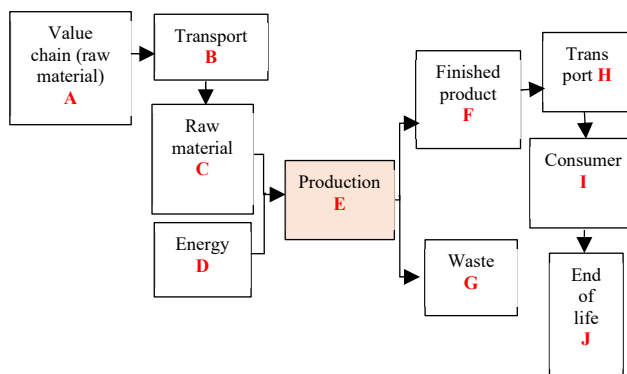 Value
chain (raw
material)
A
Transport
B
Raw
material
C
Energy
D
Production
E
Finished
product
F
Waste
G
Trans
port H
Consumer
I
End
of
life
J